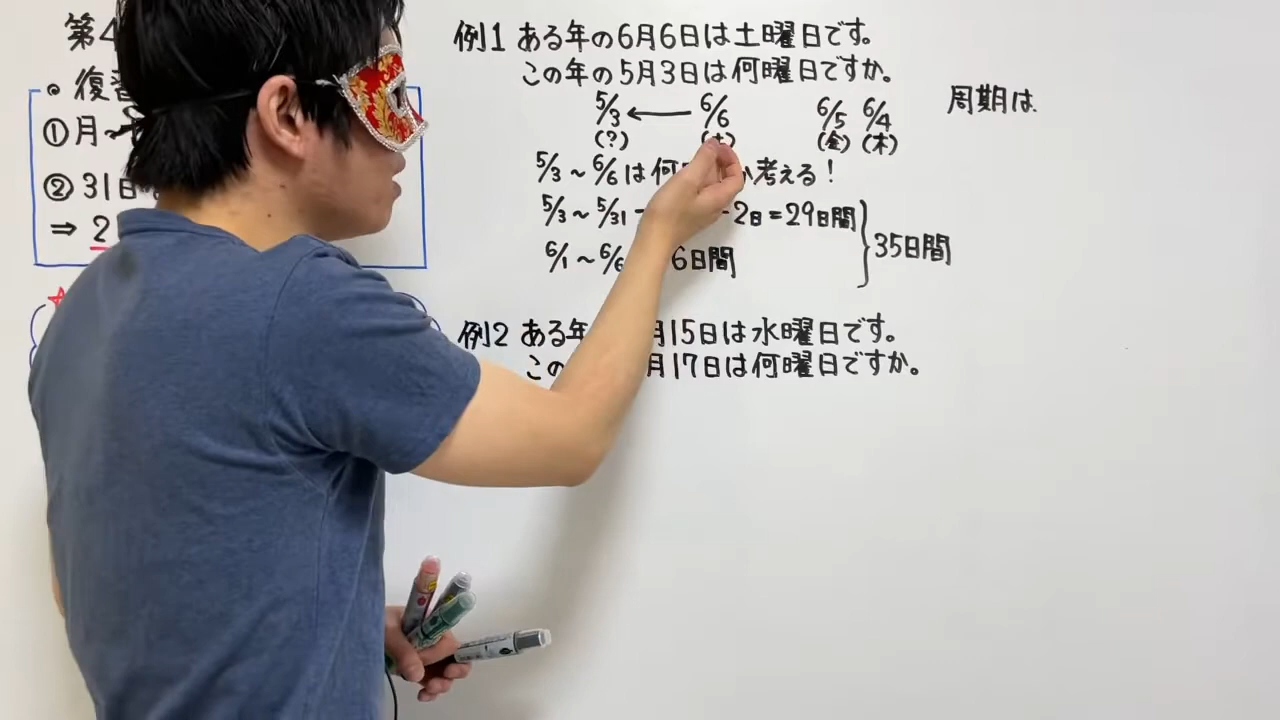 第4
。復習
①月~
②31日
⇒2
例1 ある年の6月6日は土曜日です。
この年の5月3日は何曜日ですか。
5/3 ← 6/6 6/5 6/4
(?) (土) (金) (木)
周期は
5/3~6/6は何 か考える!
5/3~5/31 -2日=29日間
6/1~6/6 6日間
35日間
例2 ある年 月15日は水曜日です。
この 月17日は何曜日ですか。